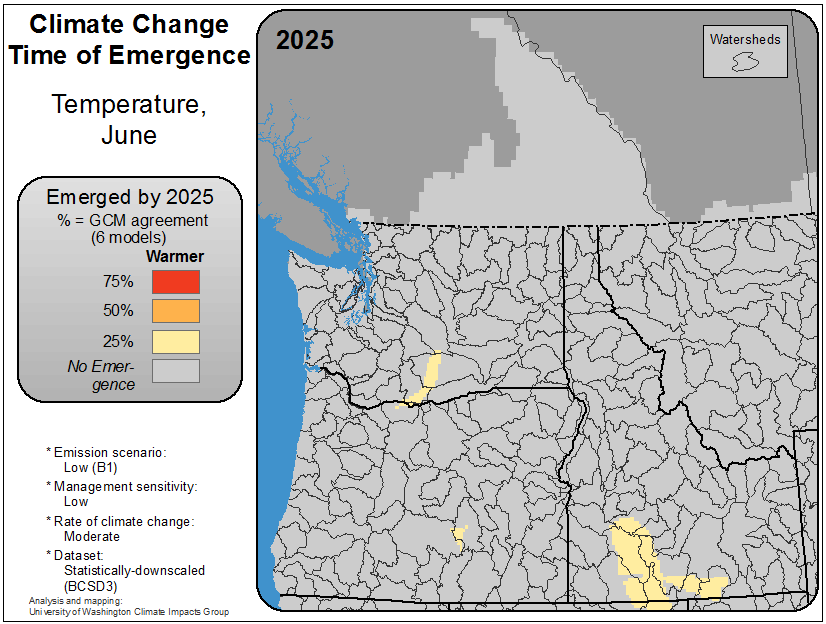 Climate Change
Time of Emergence
Temperature,
June
Emerged by 2025
% = GCM agreement
(6 models)
Warmer
75%
50%
25%
No Emer-
gence
* Emission scenario:
Low (B1)
* Management sensitivity:
Low
* Rate of climate change:
Moderate
* Dataset:
Statistically-downscaled
(BCSD3)
Analysis and mapping:
University of Washington Climate Impacts Group
2025
Watersheds